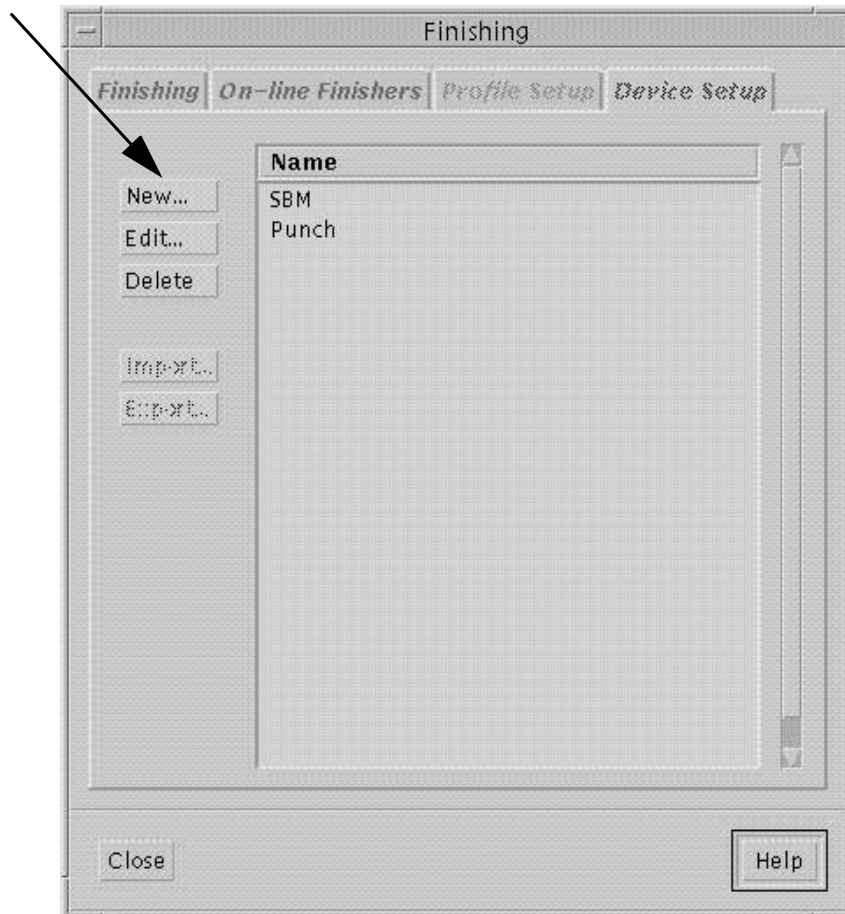 Finishing
Finishing On-line Finishers Profile Setup Device Setup
Name
New...
SBM
Edit...
Punch
Delete
Import...
Export...
Close
Help